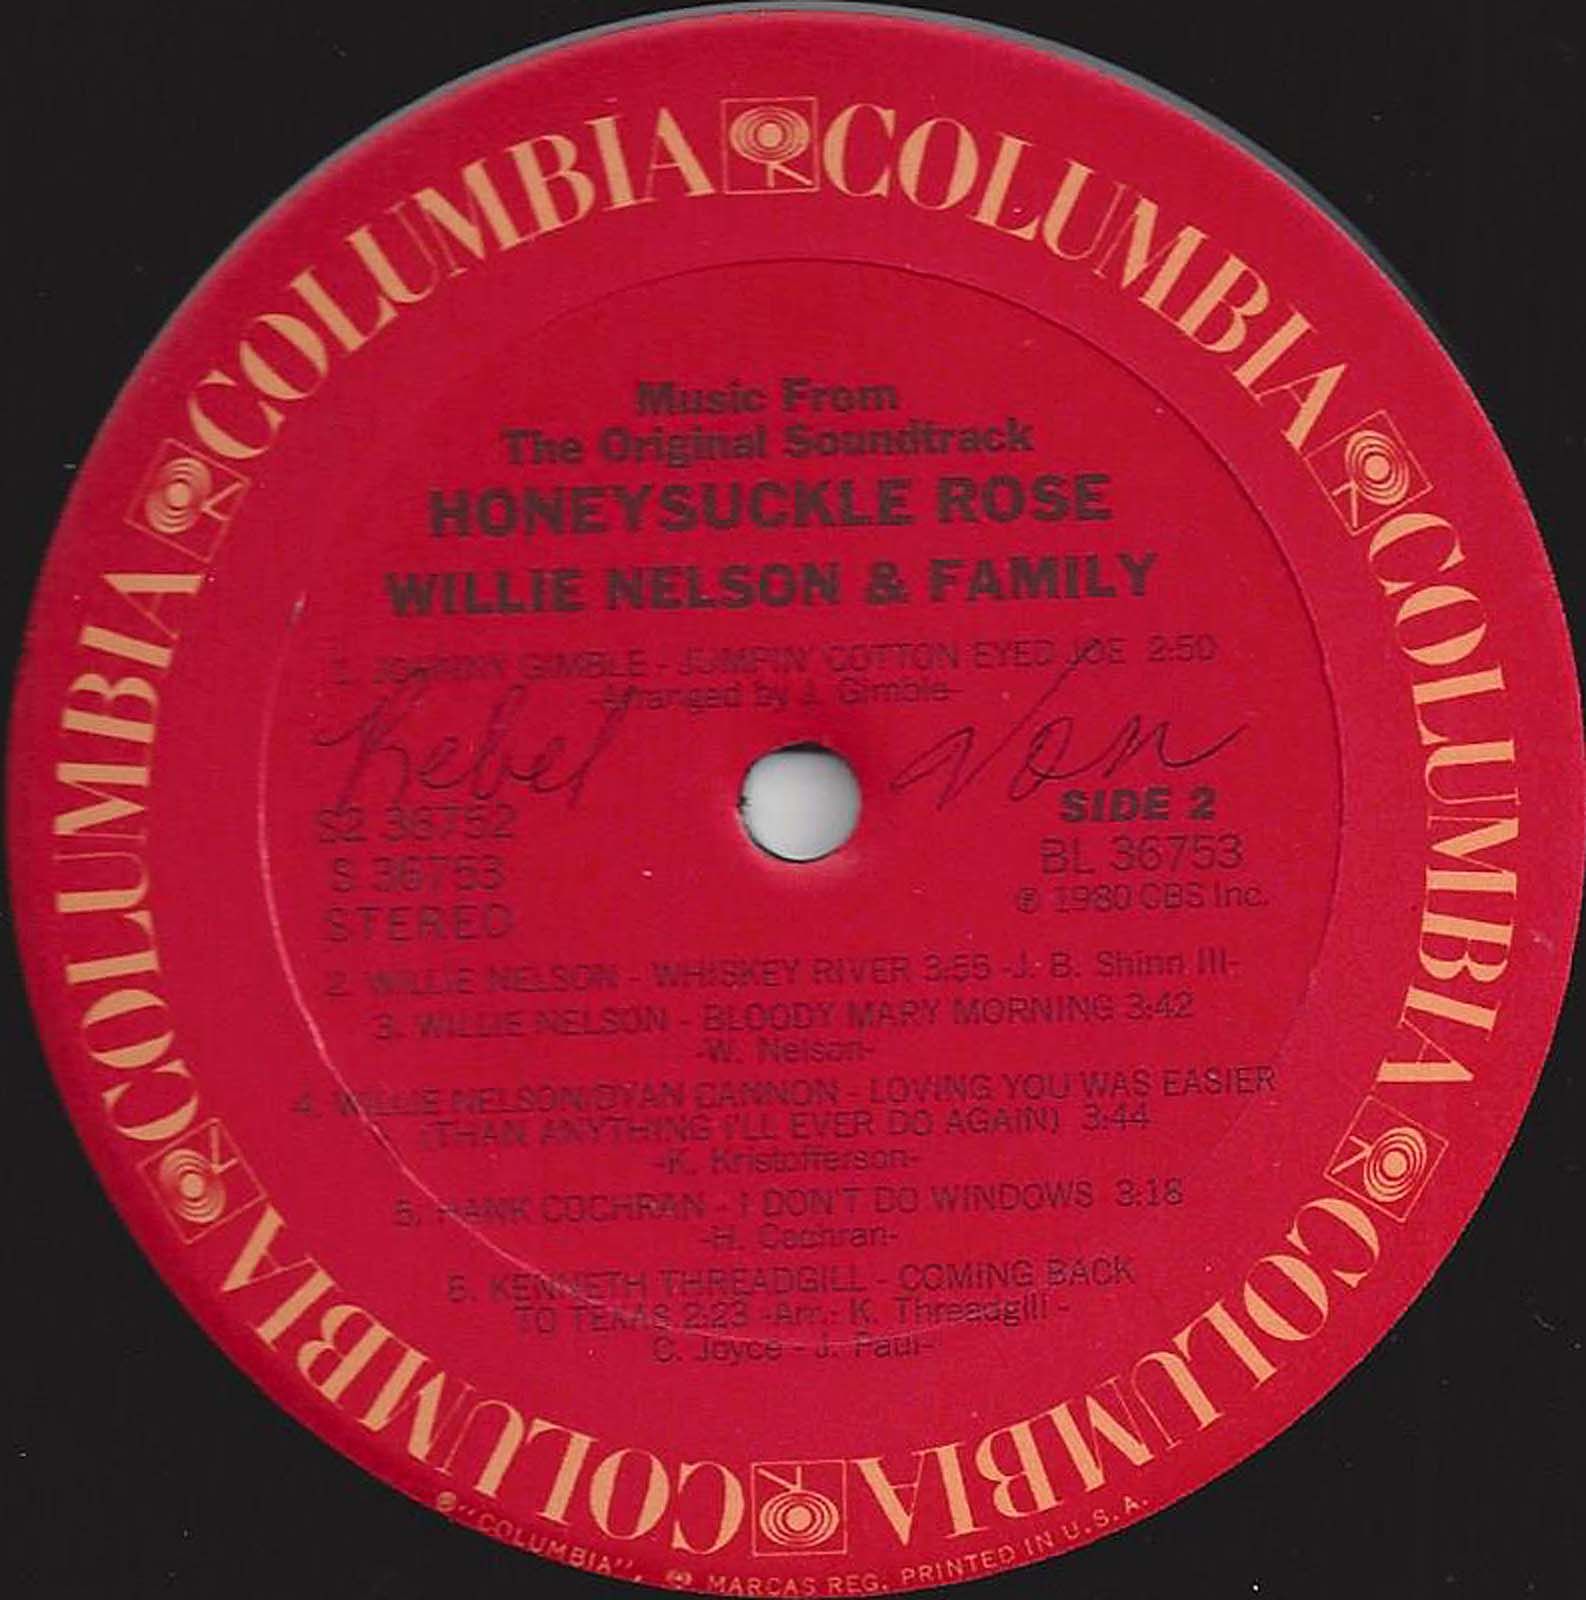 COLUMBIA COLUMBIA COLUMBIA COLUMBIA COLUMBIA COLUMBIA
Music From
The Original Soundtrack
HONEYSUCKLE ROSE
WILLIE NELSON & FAMILY
1. JOHNNY GIMBLE - JUMPIN' COTTON EYED JOE 2:50
-Arranged by J. Gimble-
Rebel Von
SIDE 2
S2 36752
S 36753
STEREO
BL 36753
℗ 1980 CBS Inc.
2. WILLIE NELSON - WHISKEY RIVER 3:55 -J. B. Shinn III-
3. WILLIE NELSON - BLOODY MARY MORNING 3:42
-W. Nelson-
4. WILLIE NELSON/DYAN CANNON - LOVING YOU WAS EASIER
(THAN ANYTHING I'LL EVER DO AGAIN) 3:44
-K. Kristofferson-
5. HANK COCHRAN - I DON'T DO WINDOWS 3:18
-H. Cochran-
6. KENNETH THREADGILL - COMING BACK
TO TEXAS 2:23 -Arr.- K. Threadgill -
C. Joyce - J. Paul-
® "COLUMBIA", MARCAS REG. PRINTED IN U.S.A.